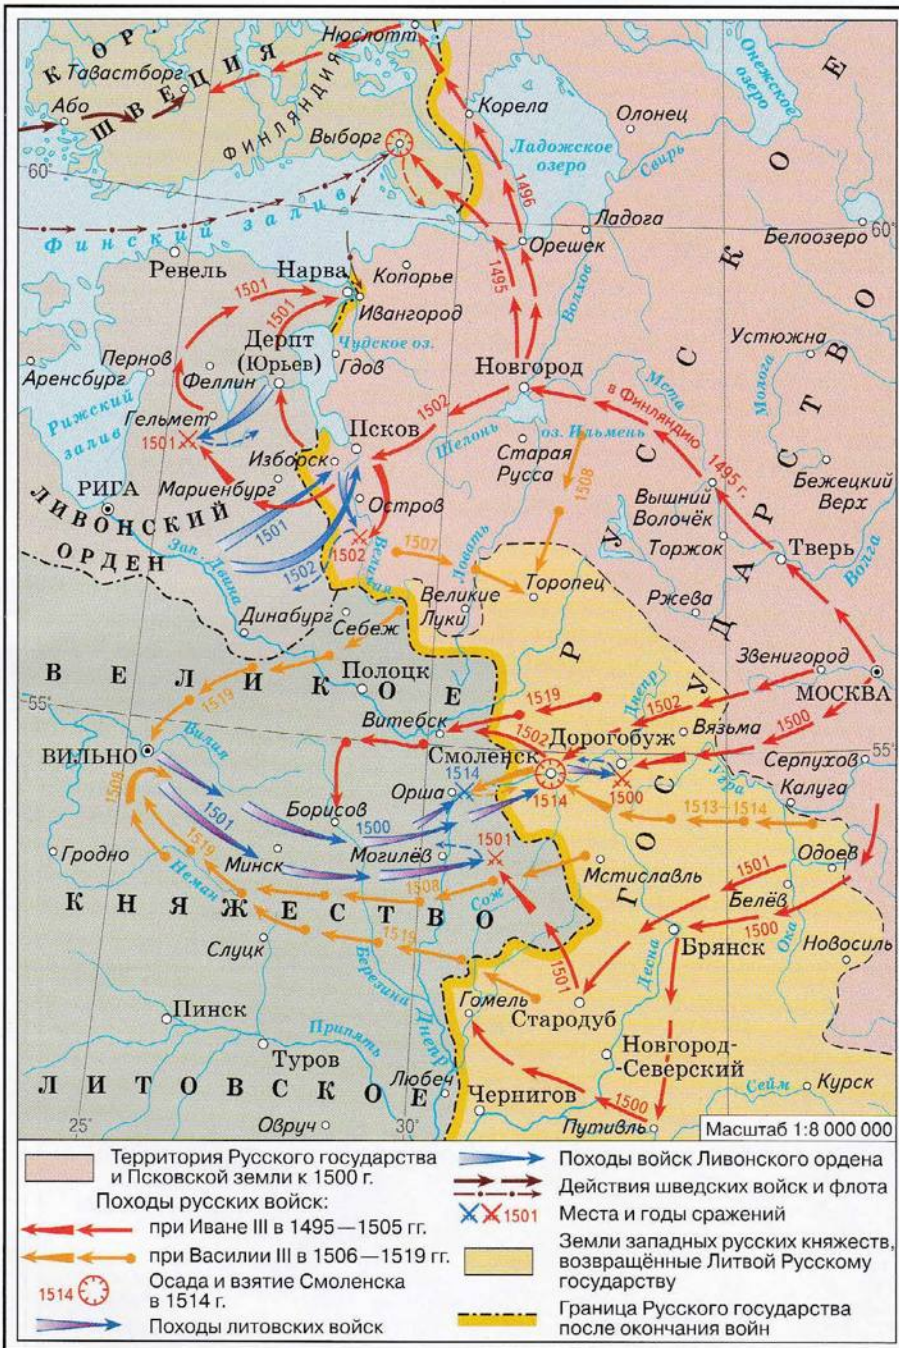 КОР.
ШВЕЦИЯ
ФИНЛЯНДИЯ
Нюслотт
Тавастборг
Або
Выборг
Корела
Олонец
Онежское
озеро
Ладожское
озеро
Свирь
60°
1496
Ладога
Белоозеро
60°
Финский залив
Орешек
1495
Волхов
Ревель
Нарва
Копорье
Ивангород
1501
1501
Дерпт
(Юрьев)
Чудское оз.
Гдов
Устюжна
Молога
Пернов
Феллин
Аренсбург
Рижский
залив
Новгород
Мста
в Финляндию
1495 г.
Гельмет
1501
1502
Шелонь
оз. Ильмень
Псков
Старая
Русса
1508
Изборск
Мариенбург
Остров
Бежецкий
Верх
Вышний
Волочёк
РИГА
ЛИВОНСКИЙ
ОРДЕН
1501
1502
1502
Великая
1507
Ловать
Торжок
Тверь
Волга
Зап. Двина
Динабург
Себеж
Великие
Луки
Торопец
Ржева
Звенигород
МОСКВА
РУССКОЕ
ГОСУДАРСТВО
ВЕЛИКОЕ
Полоцк
1519
55°
Витебск
1519
1502
1502
Днепр
Дорогобуж
Вязьма
1500
55°
ВИЛЬНО
Вилия
Смоленск
1514
Орша
1514
1500
Угра
Серпухов
Калуга
1508
1501
Борисов
1500
1513—1514
1501
Гродно
1519
Неман
Минск
Могилёв
1508
Сож
Мстиславль
1501
Одоев
Белёв
КНЯЖЕСТВО
1500
Ока
Слуцк
1519
Березина
Десна
Брянск
Новосиль
1501
Гомель
Стародуб
Пинск
Припять
Днепр
Туров
Новгород-
Северский
ЛИТОВСКОЕ
Любеч
Чернигов
1500
Сейм
Курск
25°
Овруч
30°
Путивль
Масштаб 1:8 000 000
Территория Русского государства
и Псковской земли к 1500 г.
Походы русских войск:
при Иване III в 1495—1505 гг.
при Василии III в 1506—1519 гг.
1514
Осада и взятие Смоленска
в 1514 г.
Походы литовских войск
Походы войск Ливонского ордена
Действия шведских войск и флота
1501
Места и годы сражений
Земли западных русских княжеств,
возвращённые Литвой Русскому
государству
Граница Русского государства
после окончания войн